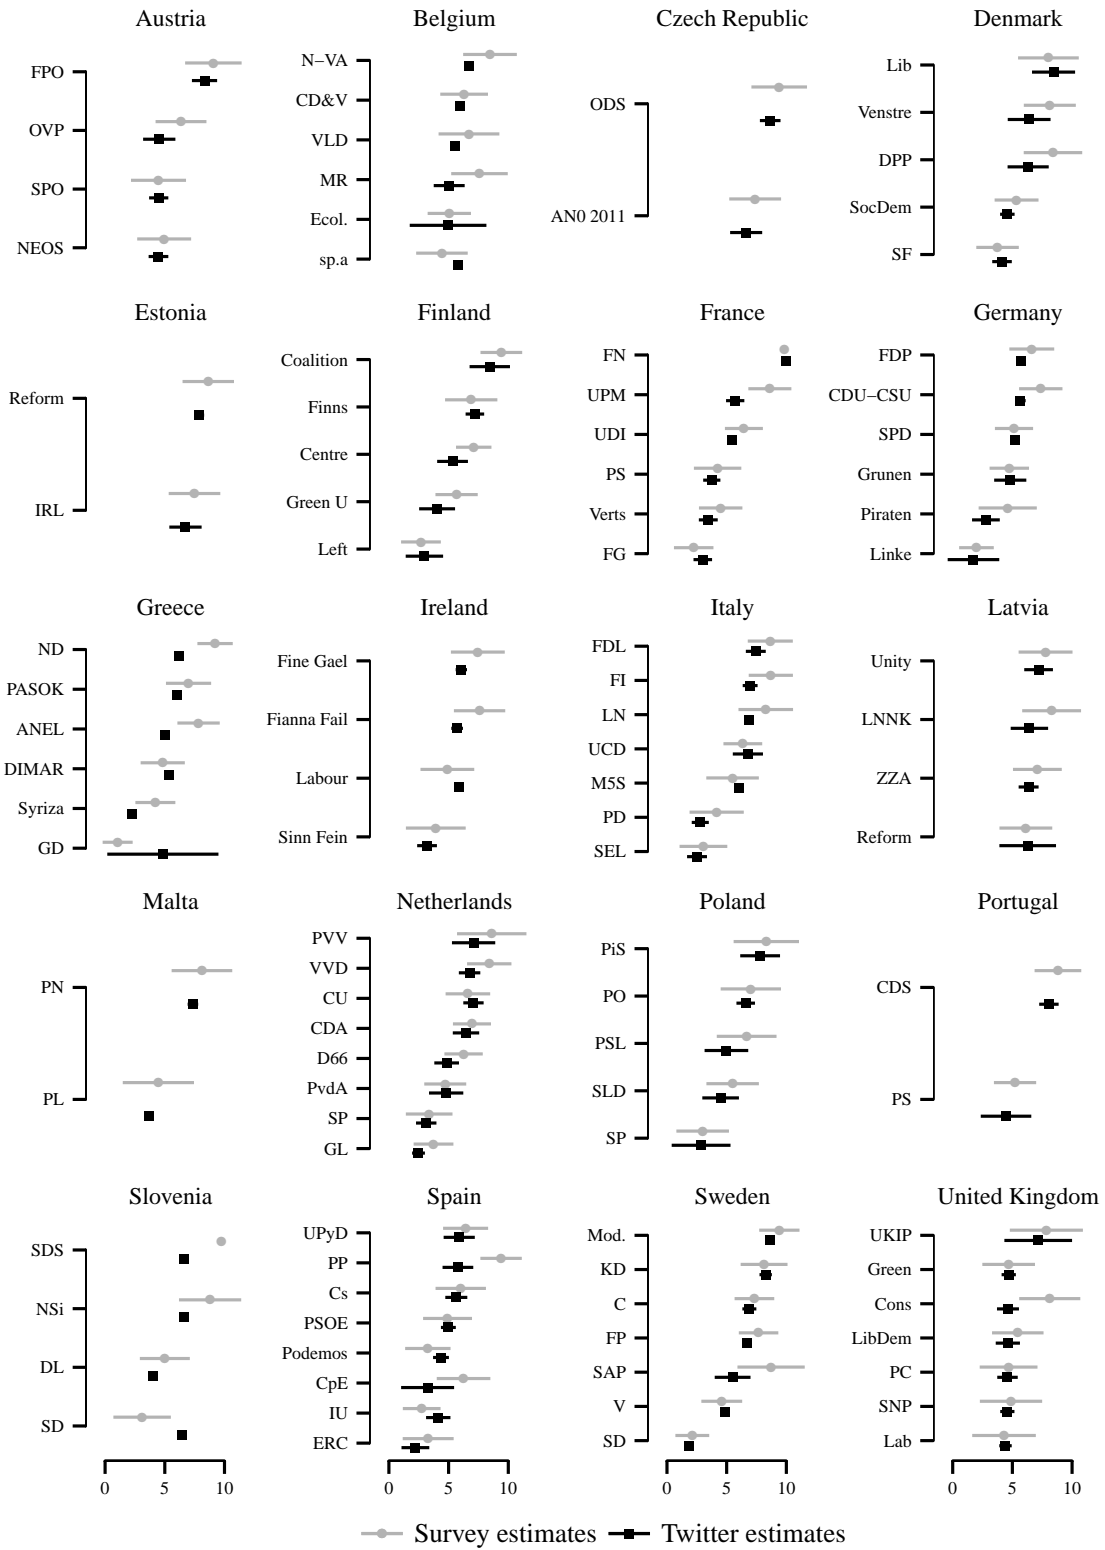 Austria
FPO
OVP
SPO
NEOS
Belgium
N−VA
CD&V
VLD
MR
Ecol.
sp.a
Czech Republic
ODS
AN0 2011
Denmark
Lib
Venstre
DPP
SocDem
SF
Estonia
Reform
IRL
Finland
Coalition
Finns
Centre
Green U
Left
France
FN
UPM
UDI
PS
Verts
FG
Germany
FDP
CDU−CSU
SPD
Grunen
Piraten
Linke
Greece
ND
PASOK
ANEL
DIMAR
Syriza
GD
Ireland
Fine Gael
Fianna Fail
Labour
Sinn Fein
Italy
FDL
FI
LN
UCD
M5S
PD
SEL
Latvia
Unity
LNNK
ZZA
Reform
Malta
PN
PL
Netherlands
PVV
VVD
CU
CDA
D66
PvdA
SP
GL
Poland
PiS
PO
PSL
SLD
SP
Portugal
CDS
PS
Slovenia
SDS
NSi
DL
SD
0 5 10
Spain
UPyD
PP
Cs
PSOE
Podemos
CpE
IU
ERC
0 5 10
Sweden
Mod.
KD
C
FP
SAP
V
SD
0 5 10
United Kingdom
UKIP
Green
Cons
LibDem
PC
SNP
Lab
0 5 10
Survey estimates Twitter estimates